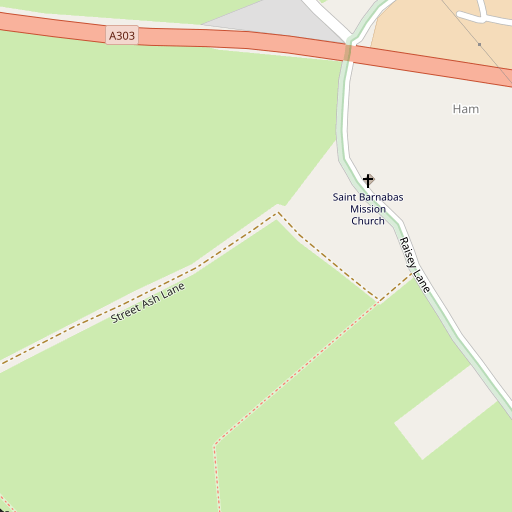 A303
Ham
Saint Barnabas
Mission
Church
Raisey Lane
Street Ash Lane